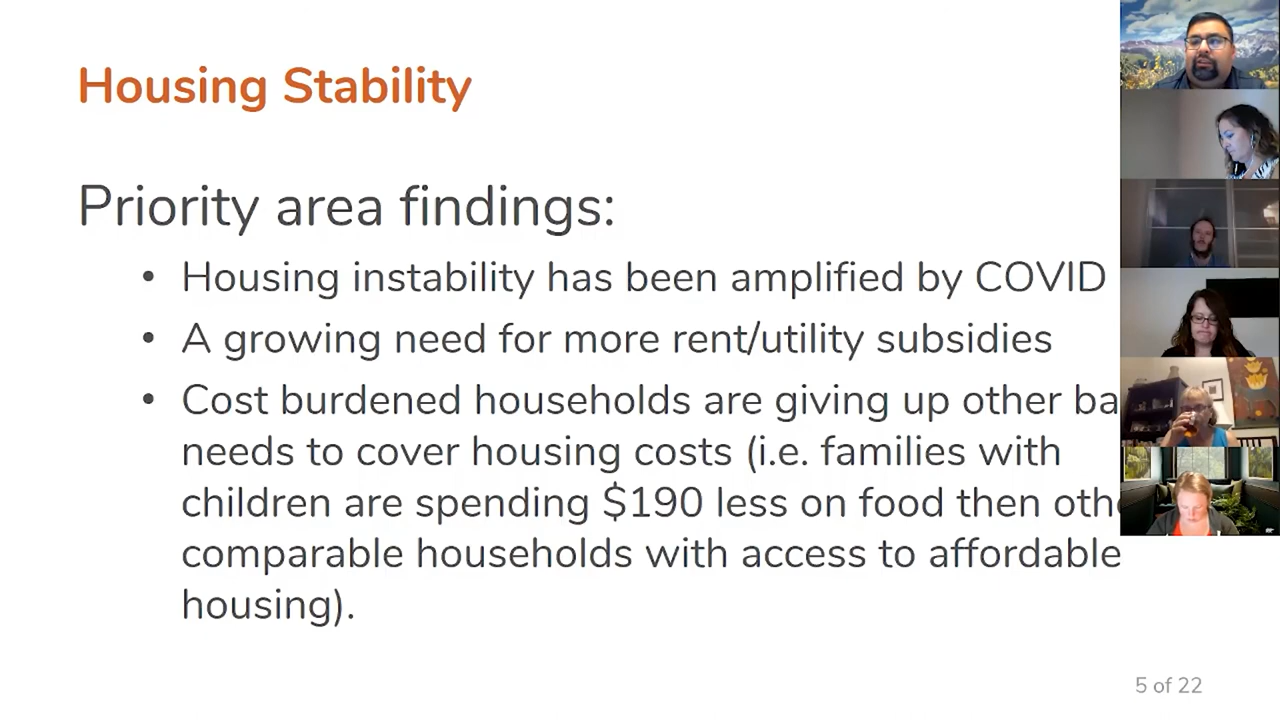 Housing Stability
Priority area findings:
• Housing instability has been amplified by COVID
• A growing need for more rent/utility subsidies
• Cost burdened households are giving up other
needs to cover housing costs (i.e. families with
children are spending $190 less on food then
comparable households with access to affordable
housing).
5 of 22